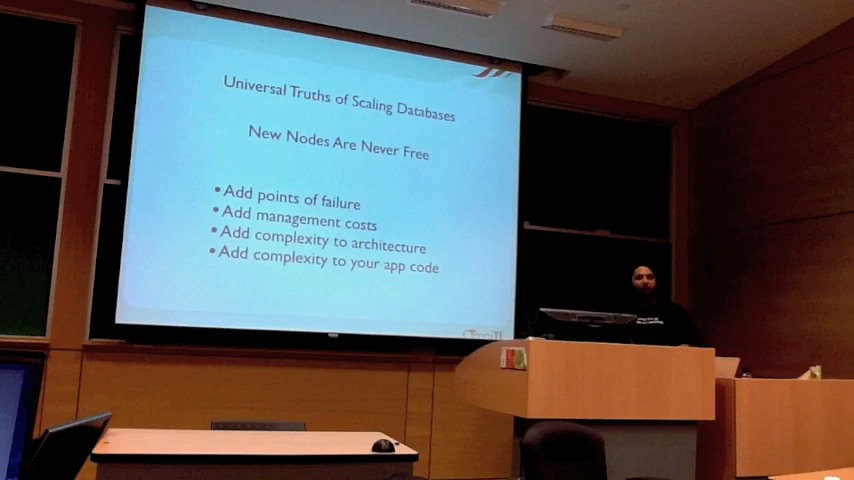 Universal Truths of Scaling Databases
New Nodes Are Never Free
• Add points of failure
• Add management costs
• Add complexity to architecture
• Add complexity to your app code
OmniTI